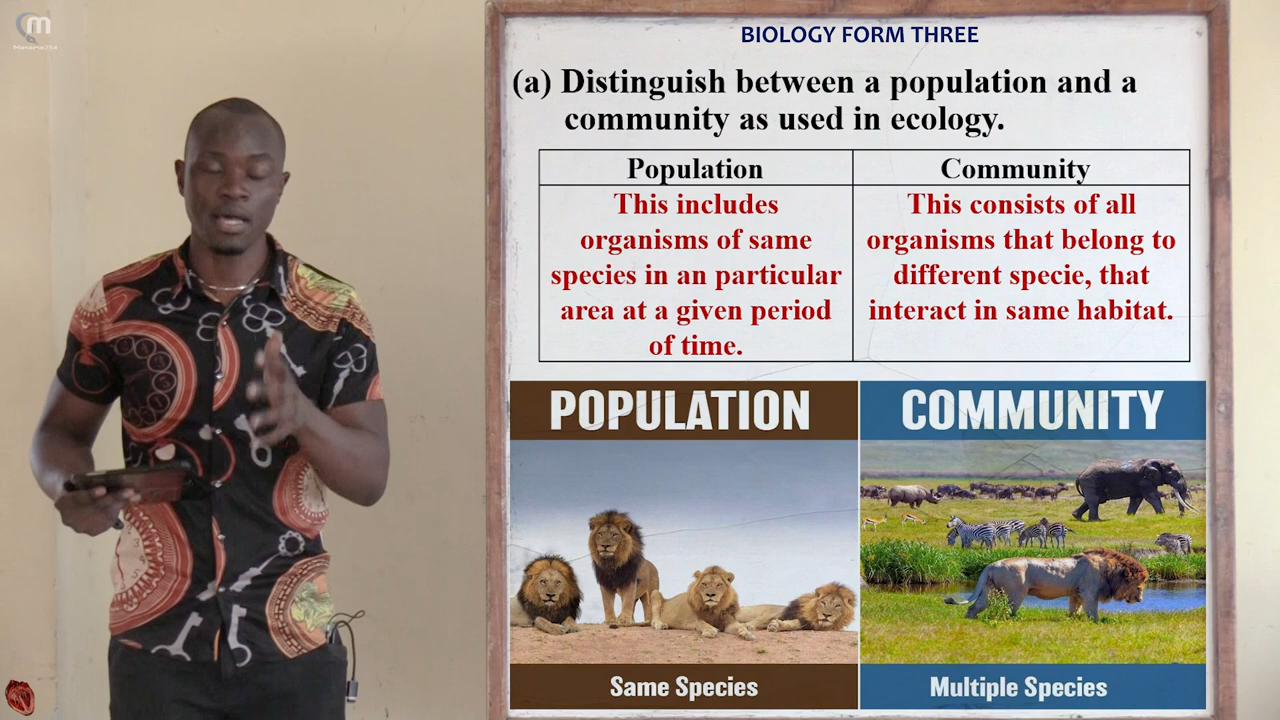 m
Manama254
BIOLOGY FORM THREE
(a) Distinguish between a population and a
community as used in ecology.
Population Community
This includes
organisms of same
species in an particular
area at a given period
of time.
This consists of all
organisms that belong to
different specie, that
interact in same habitat.
POPULATION COMMUNITY
Same Species Multiple Species